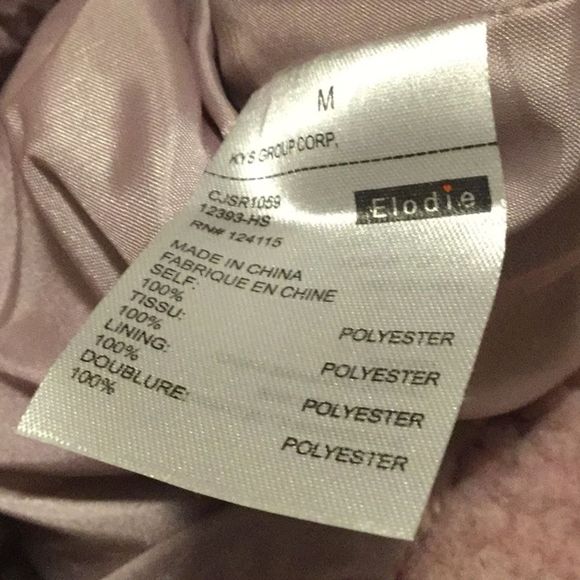 M
KYS GROUP CORP.
CJSR1059
Elodie
12393-HS
RN# 124115
MADE IN CHINA
FABRIQUE EN CHINE
SELF:
100% POLYESTER
TISSU:
100% POLYESTER
LINING:
100% POLYESTER
DOUBLURE:
100% POLYESTER